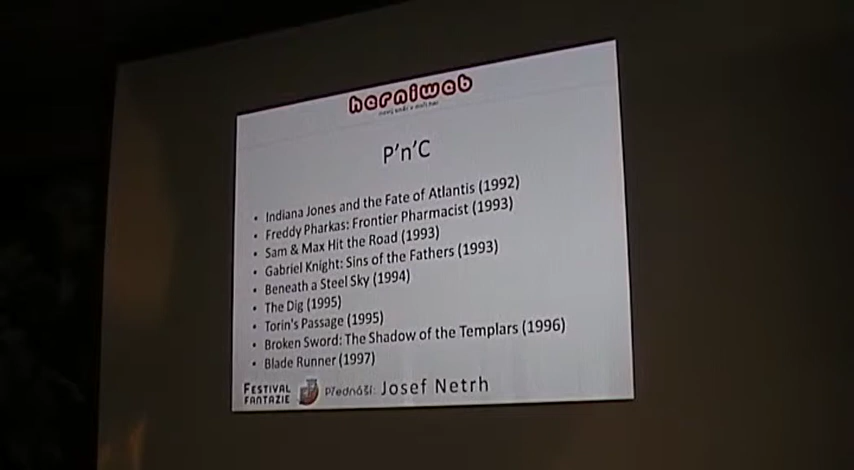 herniweb
P'n'C
• Indiana Jones and the Fate of Atlantis (1992)
• Freddy Pharkas: Frontier Pharmacist (1993)
• Sam & Max Hit the Road (1993)
• Gabriel Knight: Sins of the Fathers (1993)
• Beneath a Steel Sky (1994)
• The Dig (1995)
• Torin's Passage (1995)
• Broken Sword: The Shadow of the Templars (1996)
• Blade Runner (1997)
FESTIVAL
FANTAZIE
Přednáší: Josef Netrh